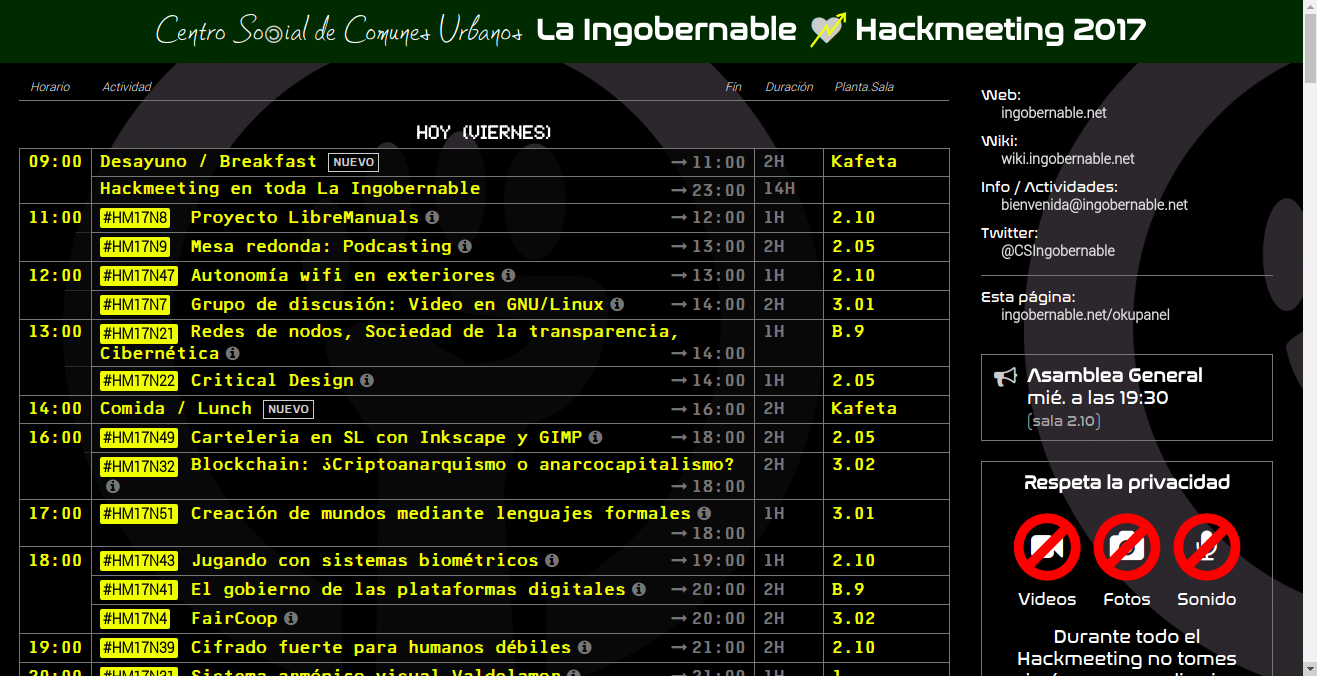 Centro Social de Comunes Urbanos La Ingobernable Hackmeeting 2017
Horario Actividad Fin Duración Planta.Sala
HOY (VIERNES)
09:00 Desayuno / Breakfast NUEVO →11:00 2H Kafeta
Hackmeeting en toda La Ingobernable →23:00 14H
11:00 #HM17N8 Proyecto LibreManuals →12:00 1H 2.10
#HM17N9 Mesa redonda: Podcasting →13:00 2H 2.05
12:00 #HM17N47 Autonomía wifi en exteriores →13:00 1H 2.10
#HM17N7 Grupo de discusión: Video en GNU/Linux →14:00 2H 3.01
13:00 #HM17N21 Redes de nodos, Sociedad de la transparencia, 1H B.9
Cibernética →14:00
#HM17N22 Critical Design →14:00 1H 2.05
14:00 Comida / Lunch NUEVO →16:00 2H Kafeta
16:00 #HM17N49 Carteleria en SL con Inkscape y GIMP →18:00 2H 2.05
#HM17N32 Blockchain: ¿Criptoanarquismo o anarcocapitalismo? 2H 3.02
→18:00
17:00 #HM17N51 Creación de mundos mediante lenguajes formales 1H 3.01
→18:00
18:00 #HM17N43 Jugando con sistemas biométricos →19:00 1H 2.10
#HM17N41 El gobierno de las plataformas digitales →20:00 2H B.9
#HM17N4 FairCoop →20:00 2H 3.02
19:00 #HM17N39 Cifrado fuerte para humanos débiles →21:00 2H 2.10
20:00 #HM17N31 Sistema armónico visual Valdelamor →21:00 1H
Web:
ingobernable.net
Wiki:
wiki.ingobernable.net
Info / Actividades:
bienvenida@ingobernable.net
Twitter:
@CSIngobernable
Esta página:
ingobernable.net/okupanel
Asamblea General
mié. a las 19:30
(sala 2.10)
Respeta la privacidad
Videos Fotos Sonido
Durante todo el
Hackmeeting no tomes